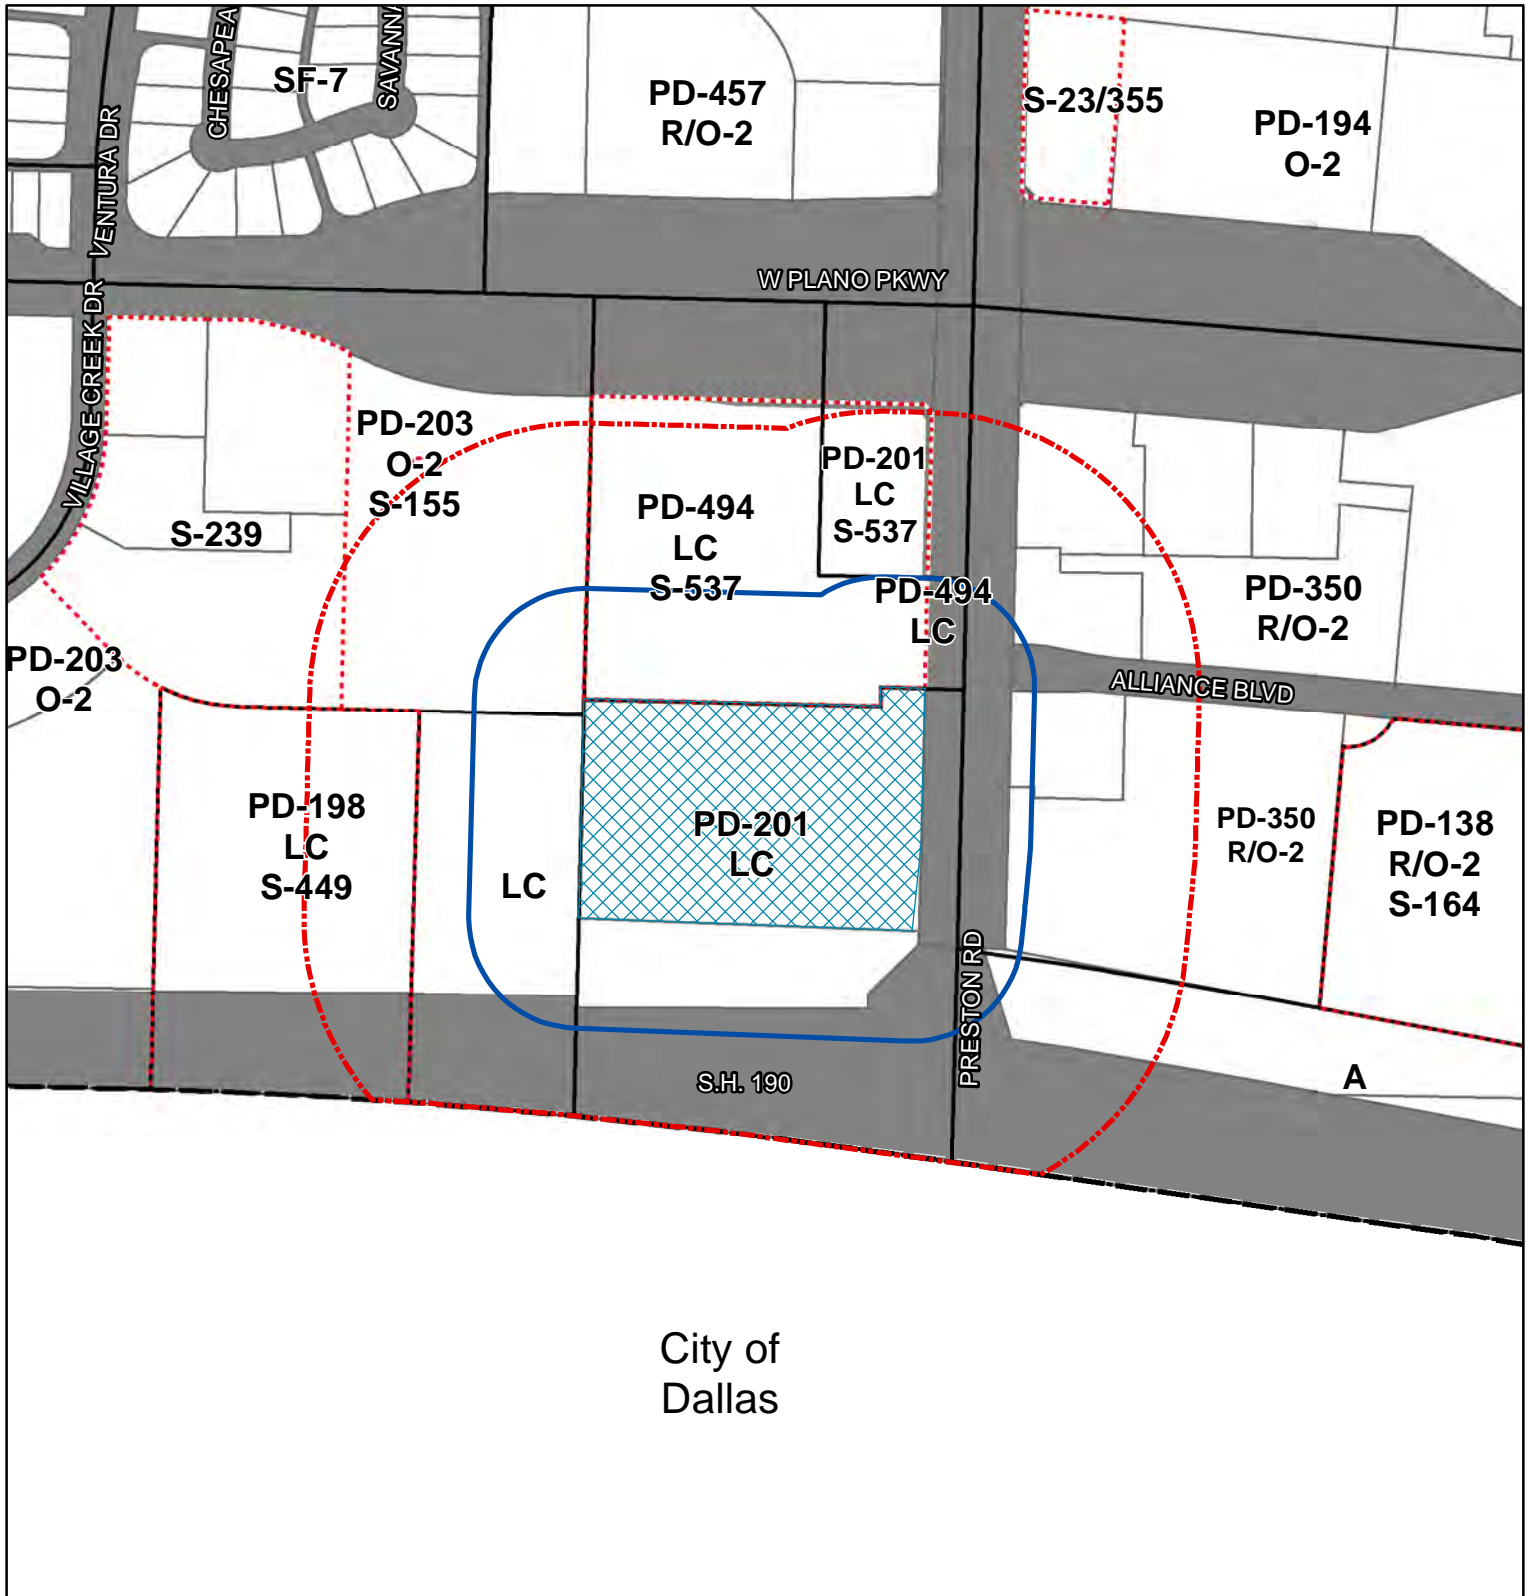 CHESAPEA
SF-7
SAVANNA
PD-457
R/O-2
S-23/355
PD-194
O-2
VENTURA DR
W PLANO PKWY
VILLAGE CREEK DR
PD-203
O-2
S-155
S-239
PD-494
LC
S-537
PD-201
LC
S-537
PD-494
LC
PD-350
R/O-2
PD-203
O-2
ALLIANCE BLVD
PD-198
LC
S-449
LC
PD-201
LC
PD-350
R/O-2
PD-138
R/O-2
S-164
PRESTON RD
S.H. 190
A
City of
Dallas